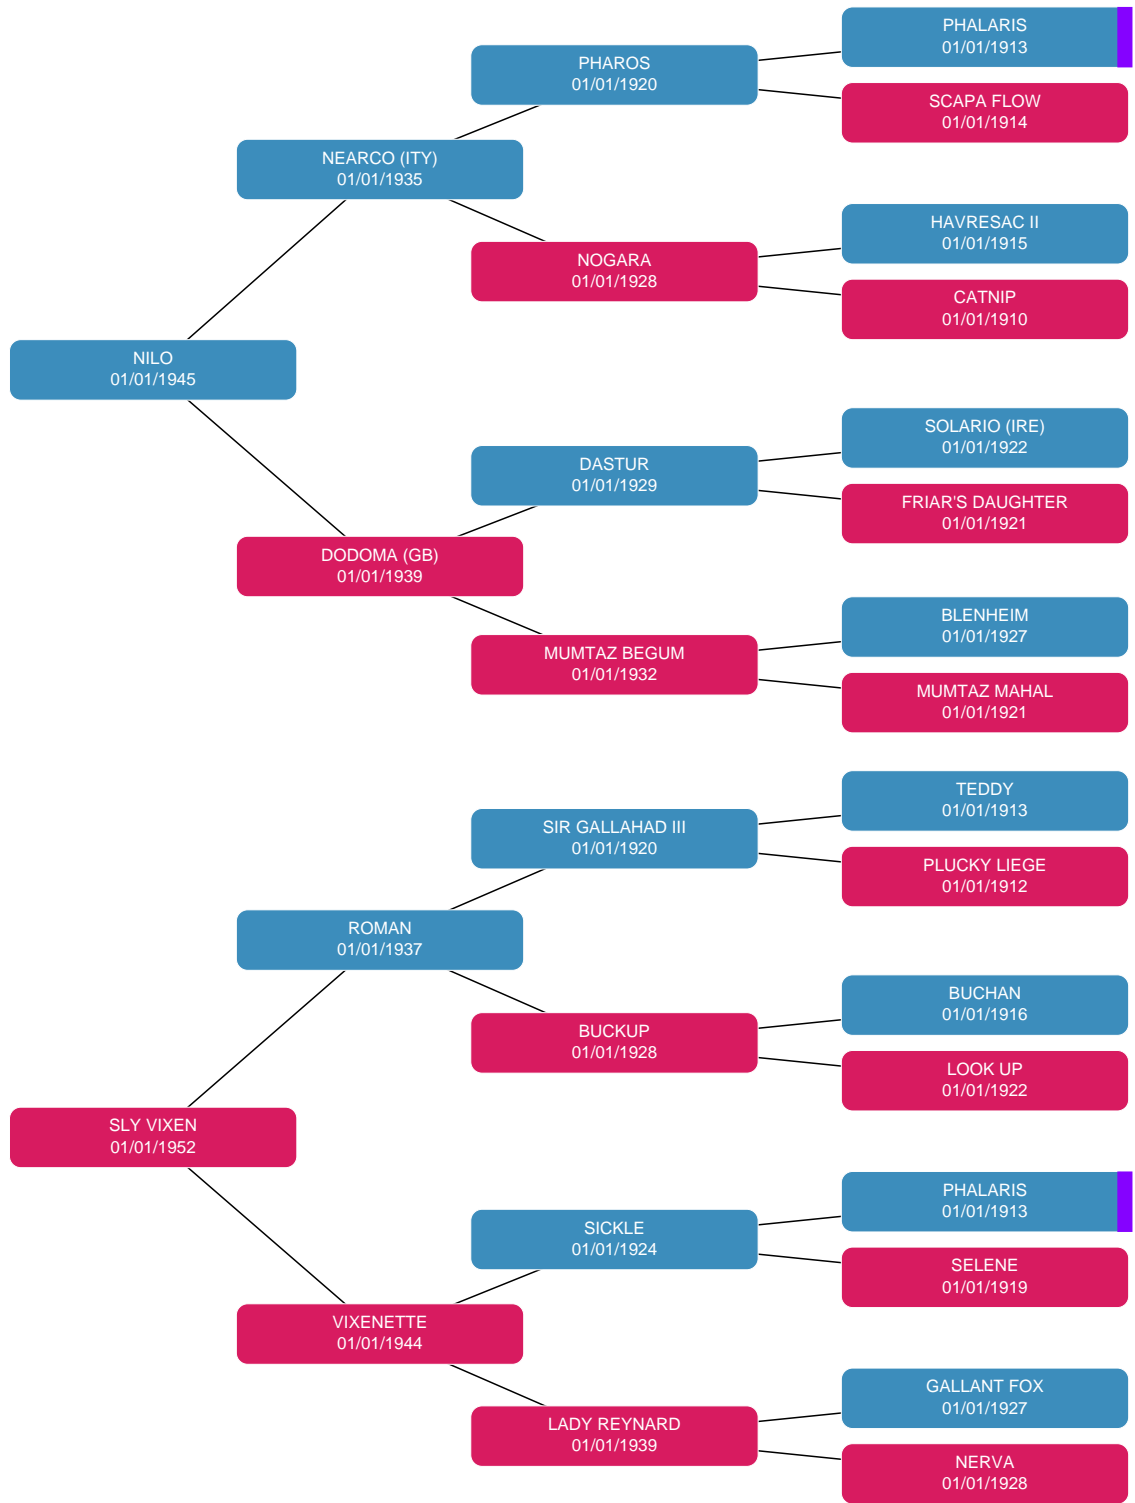 PHALARIS
01/01/1913
PHAROS
01/01/1920
SCAPA FLOW
01/01/1914
NEARCO (ITY)
01/01/1935
HAVRESAC II
01/01/1915
NOGARA
01/01/1928
CATNIP
01/01/1910
NILO
01/01/1945
SOLARIO (IRE)
01/01/1922
DASTUR
01/01/1929
FRIAR'S DAUGHTER
01/01/1921
DODOMA (GB)
01/01/1939
BLENHEIM
01/01/1927
MUMTAZ BEGUM
01/01/1932
MUMTAZ MAHAL
01/01/1921
TEDDY
01/01/1913
SIR GALLAHAD III
01/01/1920
PLUCKY LIEGE
01/01/1912
ROMAN
01/01/1937
BUCHAN
01/01/1916
BUCKUP
01/01/1928
LOOK UP
01/01/1922
SLY VIXEN
01/01/1952
PHALARIS
01/01/1913
SICKLE
01/01/1924
SELENE
01/01/1919
VIXENETTE
01/01/1944
GALLANT FOX
01/01/1927
LADY REYNARD
01/01/1939
NERVA
01/01/1928